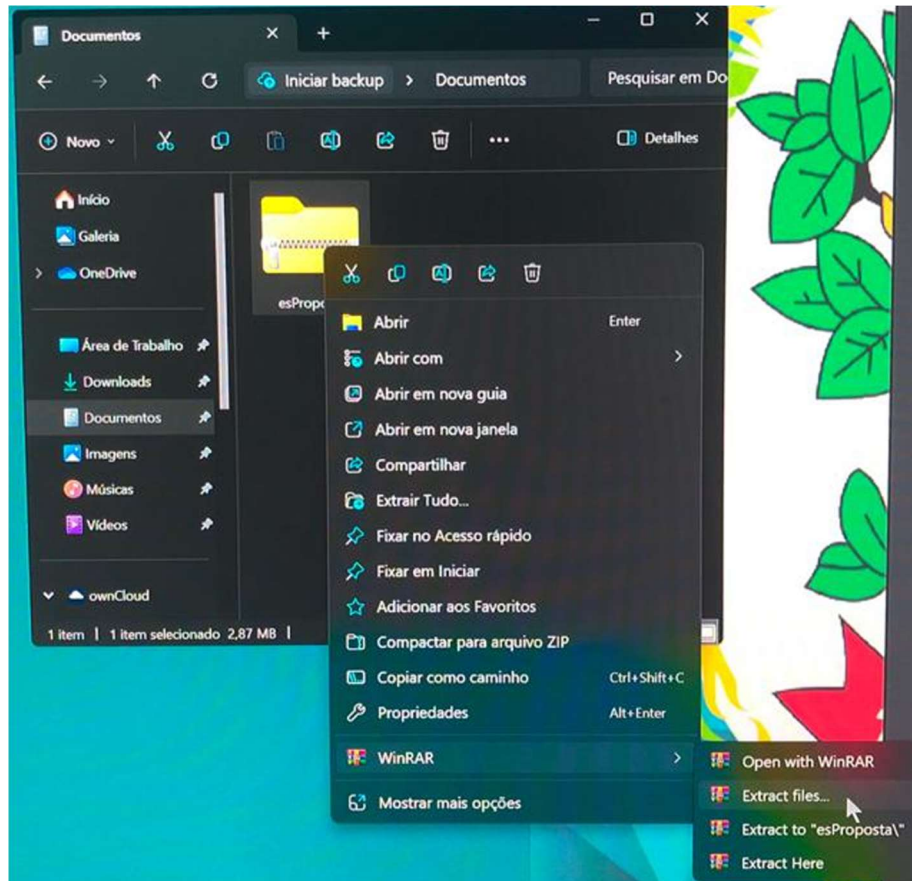 Documentos
Iniciar backup > Documentos
Pesquisar em Do
Novo
Detalhes
Início
Galeria
OneDrive
Área de Trabalho
Downloads
Documentos
Imagens
Músicas
Vídeos
ownCloud
1 item | 1 item selecionado 2,87 MB |
esPropo
Abrir Enter
Abrir com
Abrir em nova guia
Abrir em nova janela
Compartilhar
Extrair Tudo...
Fixar no Acesso rápido
Fixar em Iniciar
Adicionar aos Favoritos
Compactar para arquivo ZIP
Copiar como caminho Ctrl+Shift+C
Propriedades Alt+Enter
WinRAR
Mostrar mais opções
Open with WinRAR
Extract files...
Extract to "esProposta\"
Extract Here